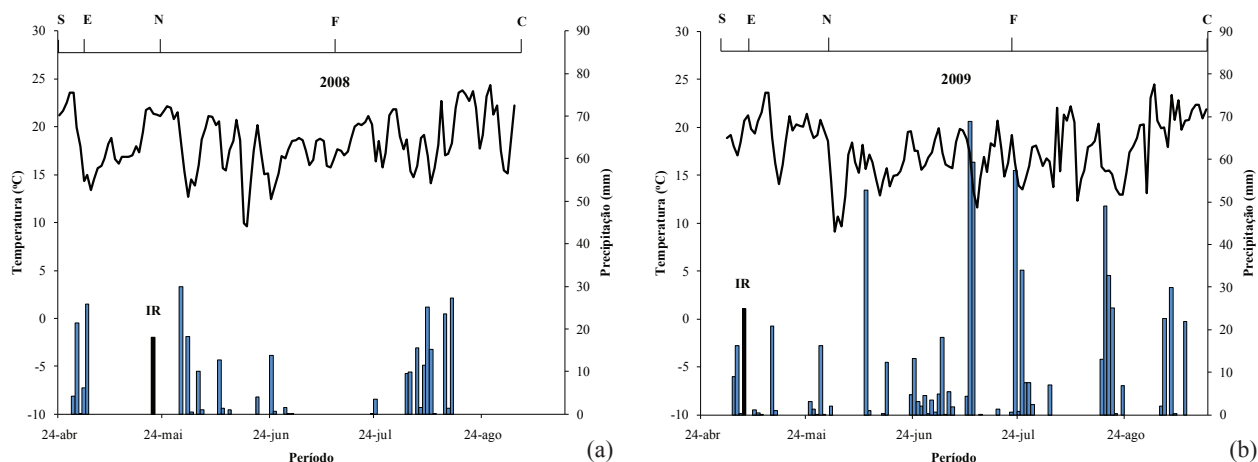 S E N F C
2008
30
25
20
15
10
5
0
-5
-10
Temperatura (ºC)
90
80
70
60
50
40
30
20
10
0
Precipitação (mm)
IR
24-abr 24-mai 24-jun 24-jul 24-ago
Período
(a)
S E N F C
2009
30
25
20
15
10
5
0
-5
-10
Temperatura (ºC)
90
80
70
60
50
40
30
20
10
0
Precipitação (mm)
IR
24-abr 24-mai 24-jun 24-jul 24-ago
Período
(b)